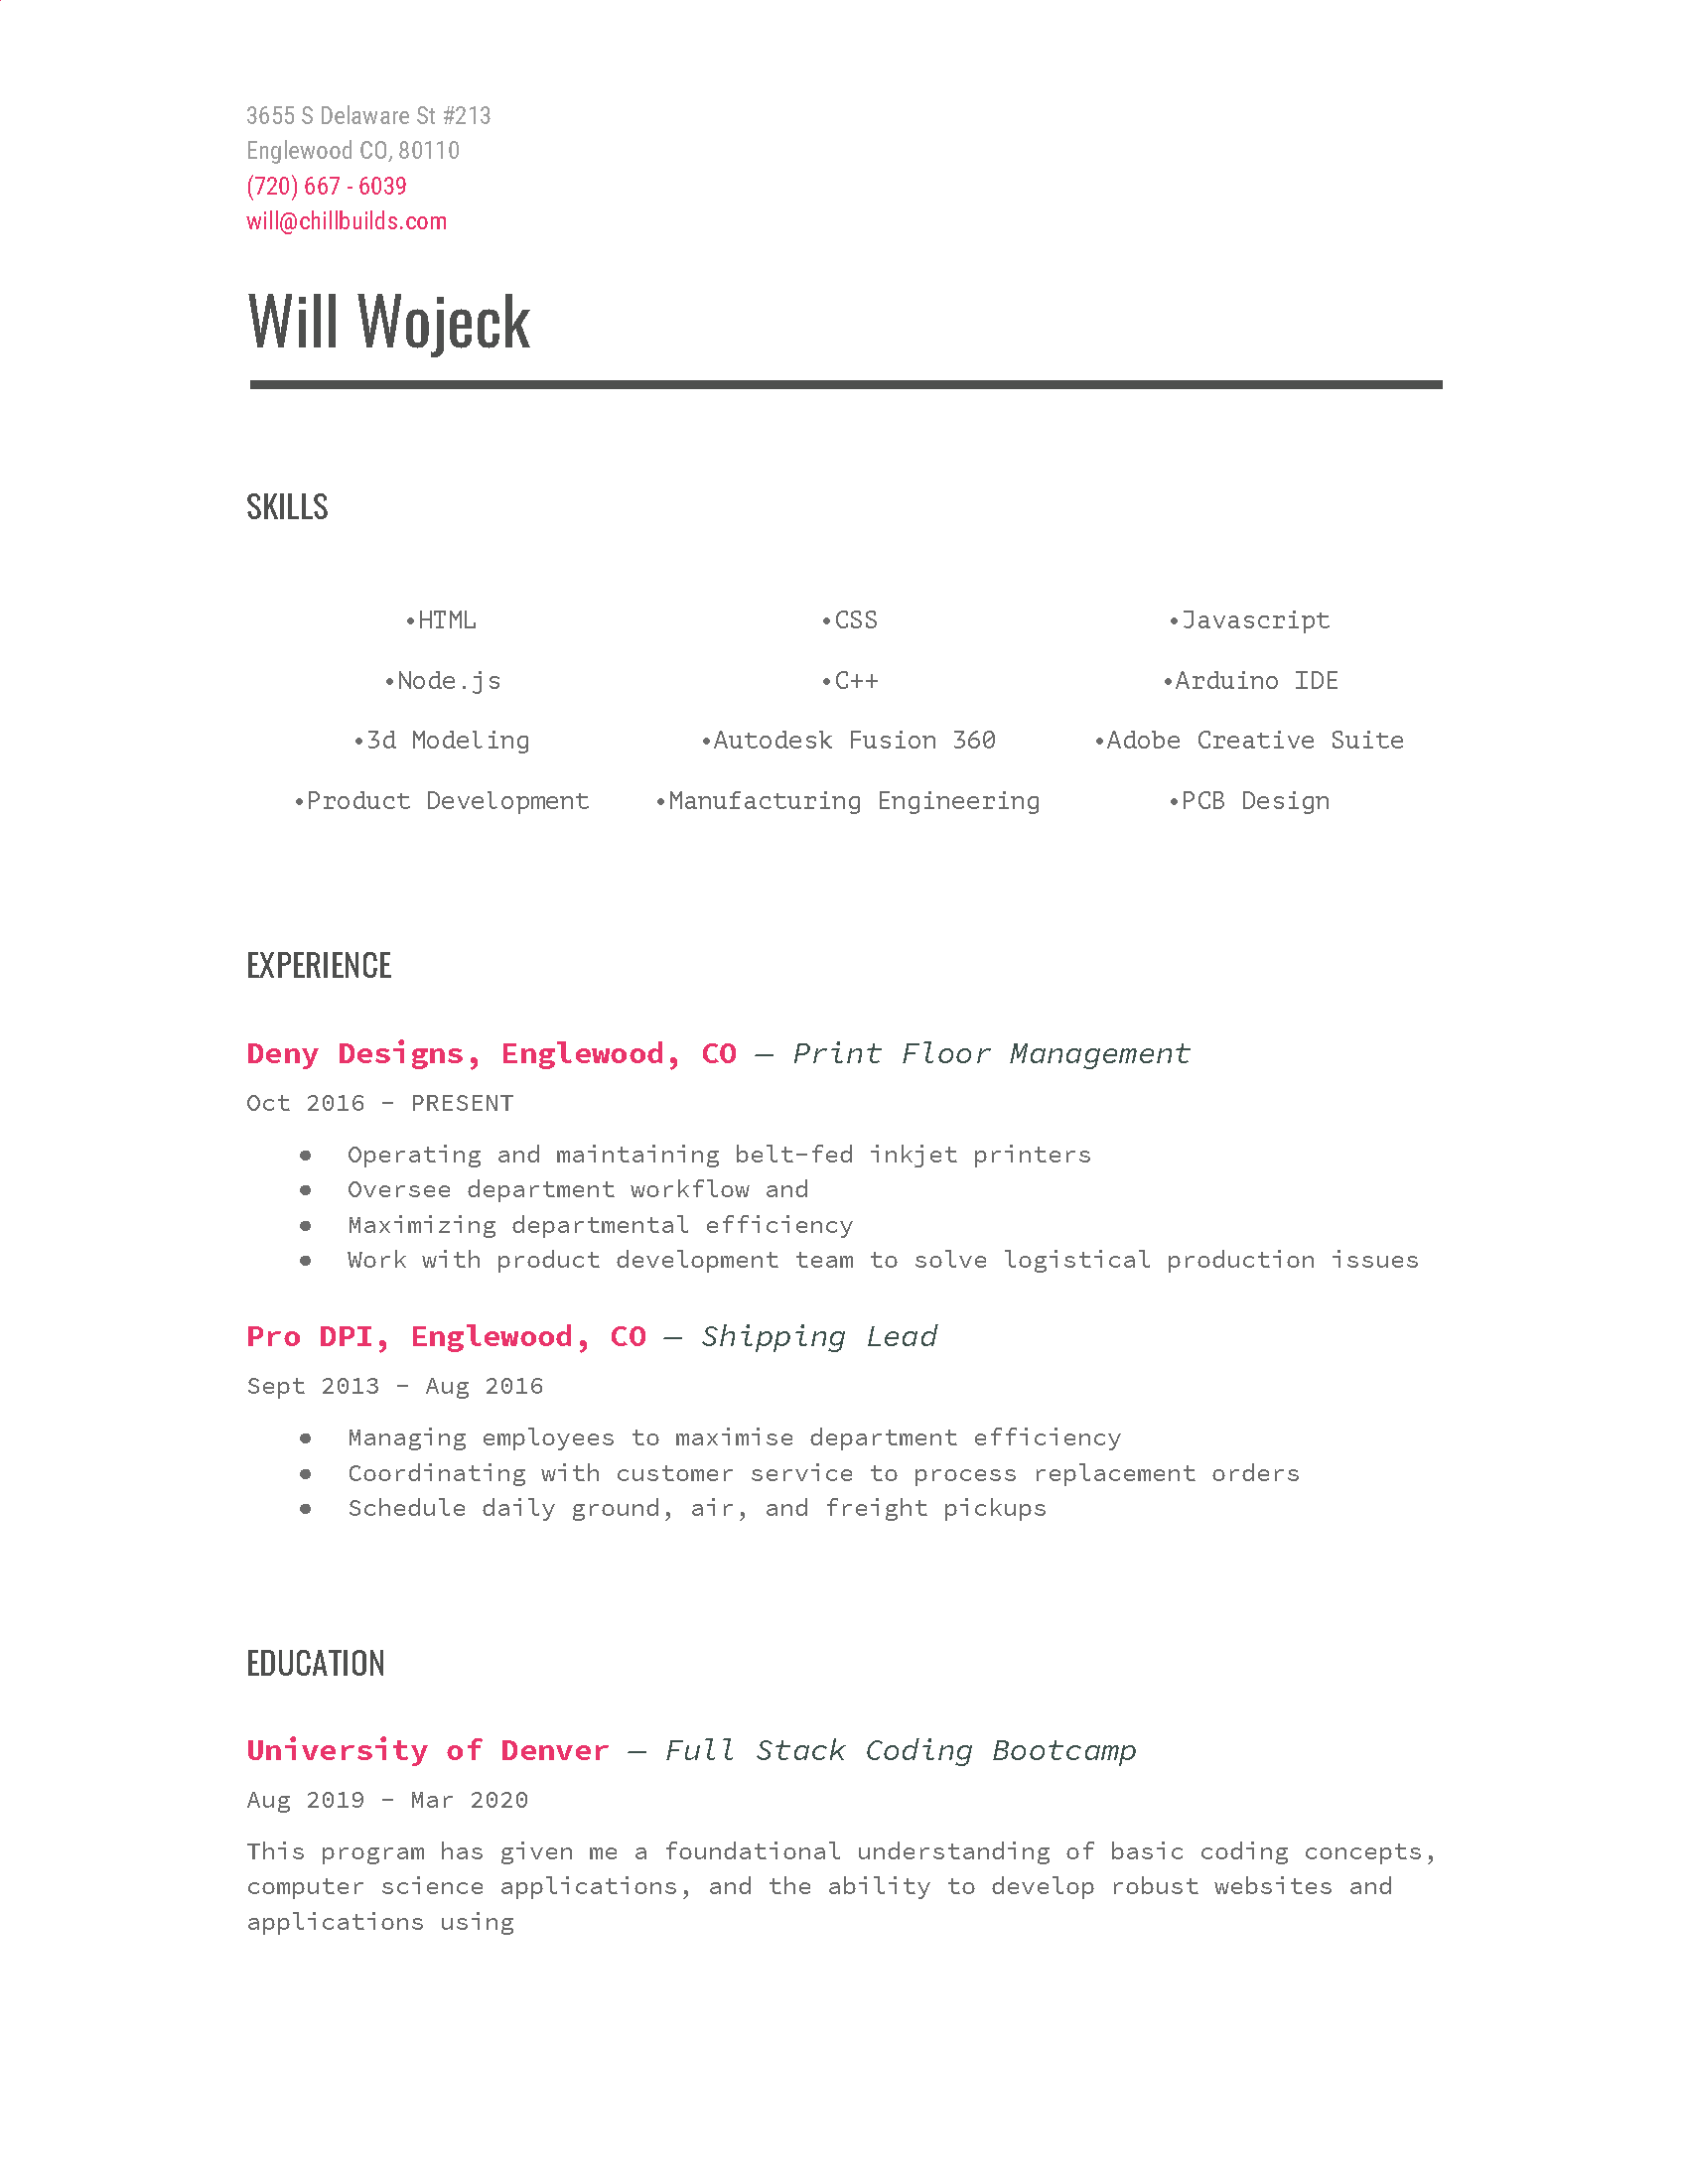 3655 S Delaware St #213
Englewood CO, 80110
(720) 667 - 6039
will@chillbuilds.com
Will Wojeck
SKILLS
•HTML •CSS •Javascript
•Node.js •C++ •Arduino IDE
•3d Modeling •Autodesk Fusion 360 •Adobe Creative Suite
•Product Development •Manufacturing Engineering •PCB Design
EXPERIENCE
Deny Designs, Englewood, CO — Print Floor Management
Oct 2016 - PRESENT
● Operating and maintaining belt-fed inkjet printers
● Oversee department workflow and
● Maximizing departmental efficiency
● Work with product development team to solve logistical production issues
Pro DPI, Englewood, CO — Shipping Lead
Sept 2013 - Aug 2016
● Managing employees to maximise department efficiency
● Coordinating with customer service to process replacement orders
● Schedule daily ground, air, and freight pickups
EDUCATION
University of Denver — Full Stack Coding Bootcamp
Aug 2019 - Mar 2020
This program has given me a foundational understanding of basic coding concepts,
computer science applications, and the ability to develop robust websites and
applications using